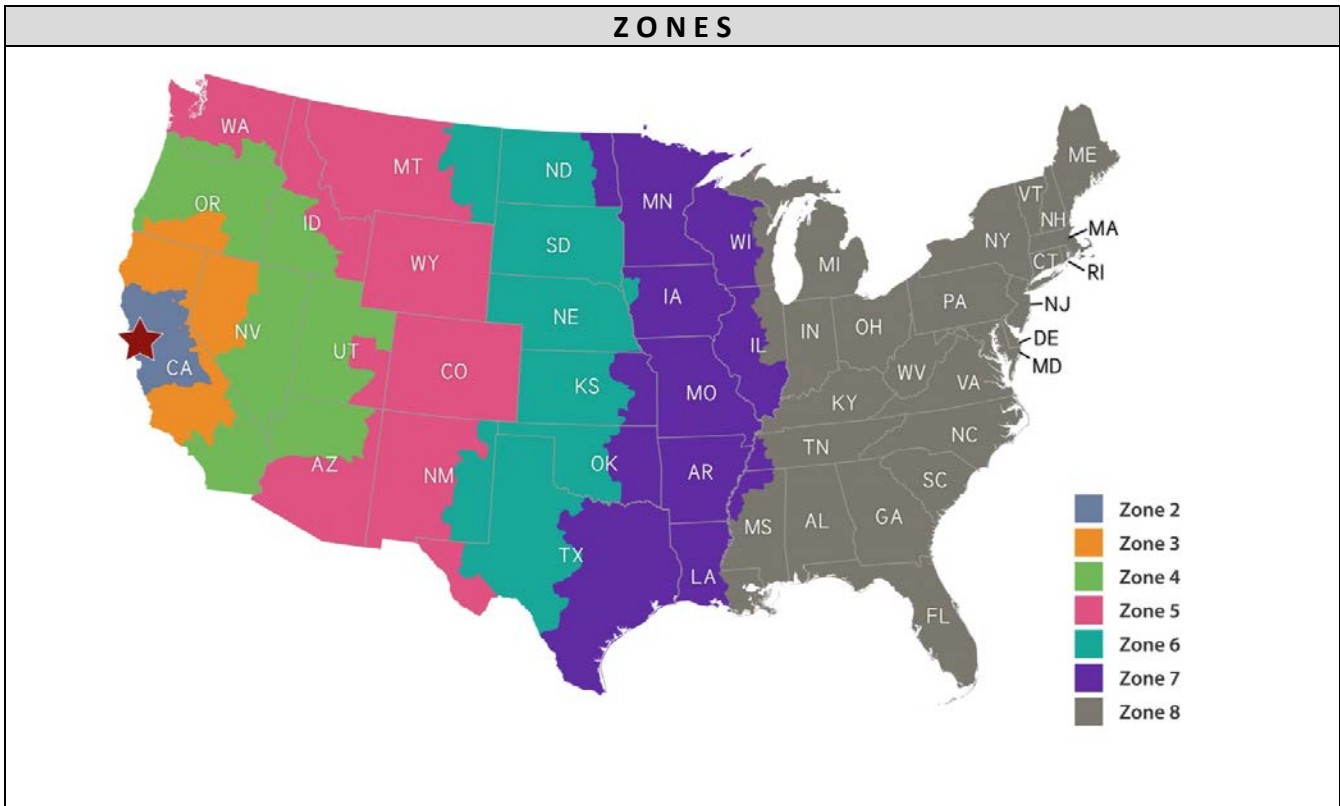 ZONES
WA
MT
ND
MN
ME
VT
NH
MA
OR
ID
SD
WI
MI
NY
CT
RI
WY
IA
PA
NJ
NV
NE
IL
IN
OH
DE
MD
UT
CA
CO
KS
MO
WV
VA
KY
AZ
NM
OK
AR
TN
NC
SC
TX
LA
MS
AL
GA
FL
Zone 2
Zone 3
Zone 4
Zone 5
Zone 6
Zone 7
Zone 8